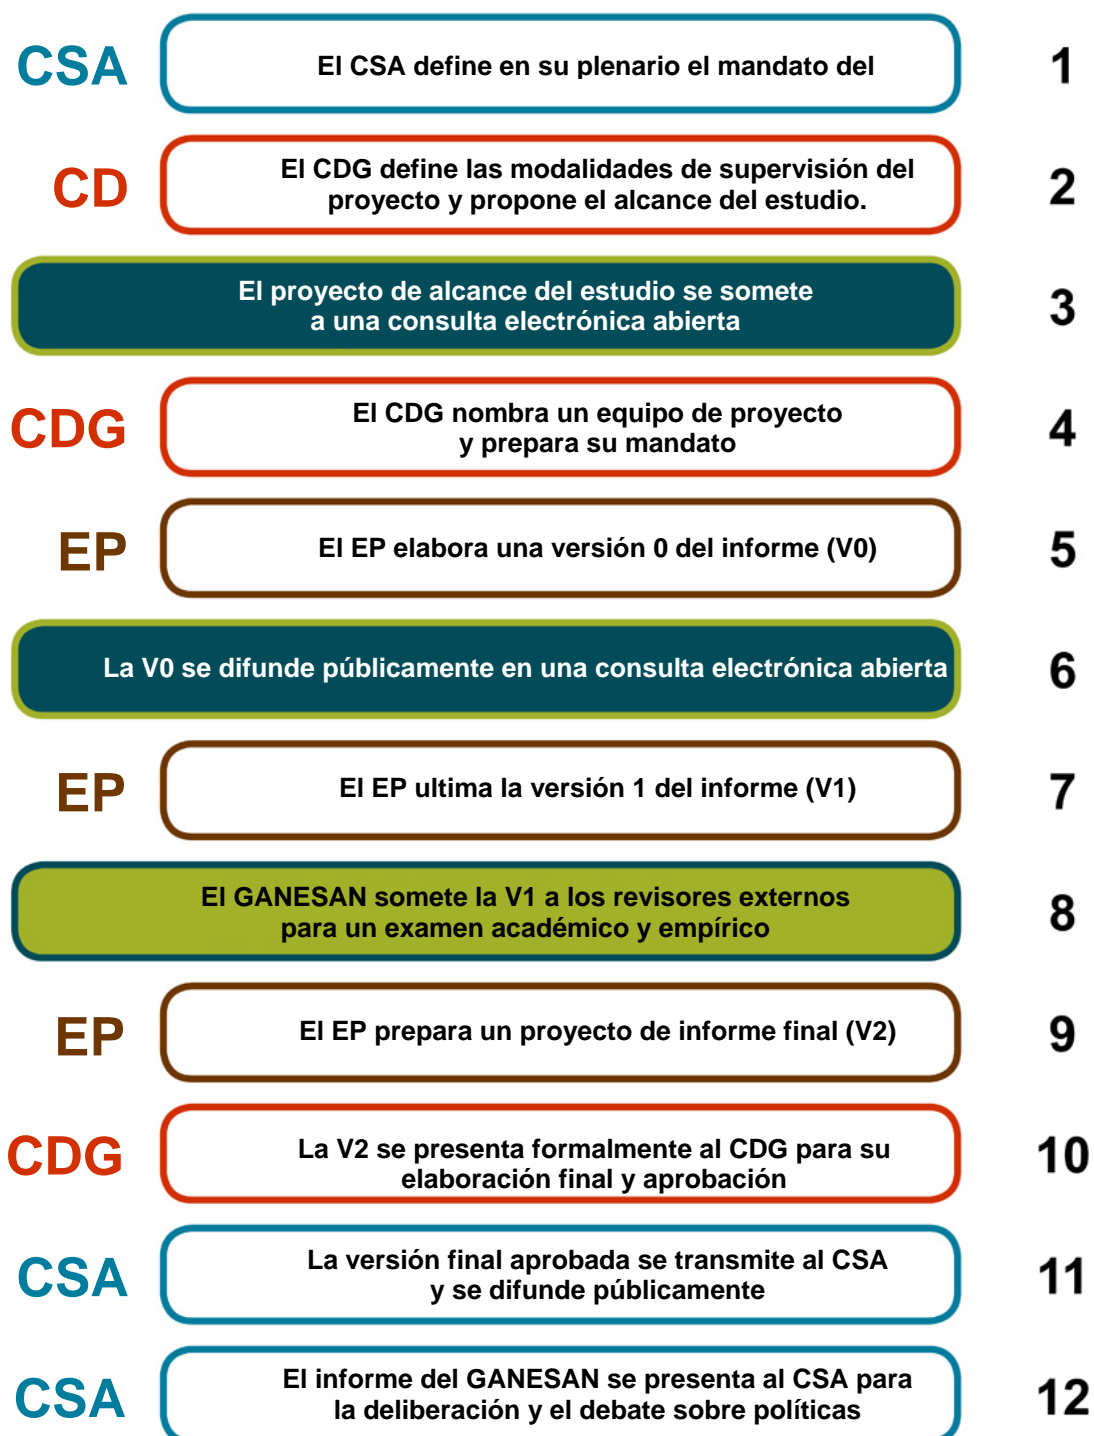 CSA
El CSA define en su plenario el mandato del
1
CD
El CDG define las modalidades de supervisión del
proyecto y propone el alcance del estudio.
2
El proyecto de alcance del estudio se somete
a una consulta electrónica abierta
3
CDG
El CDG nombra un equipo de proyecto
y prepara su mandato
4
EP
El EP elabora una versión 0 del informe (V0)
5
La V0 se difunde públicamente en una consulta electrónica abierta
6
EP
El EP ultima la versión 1 del informe (V1)
7
El GANESAN somete la V1 a los revisores externos
para un examen académico y empírico
8
EP
El EP prepara un proyecto de informe final (V2)
9
CDG
La V2 se presenta formalmente al CDG para su
elaboración final y aprobación
10
CSA
La versión final aprobada se transmite al CSA
y se difunde públicamente
11
CSA
El informe del GANESAN se presenta al CSA para
la deliberación y el debate sobre políticas
12